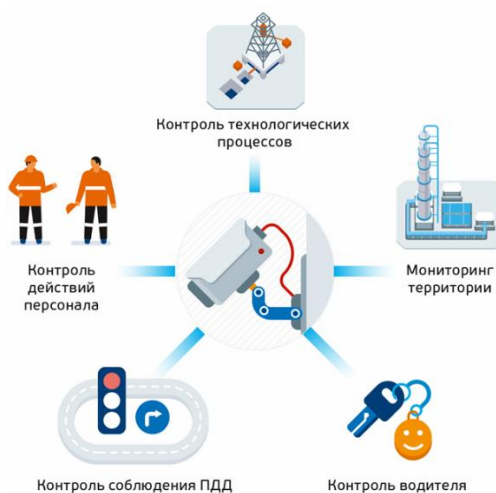 Контроль технологических
процессов
Контроль
действий
персонала
Мониторинг
территории
Контроль соблюдения ПДД
Контроль водителя